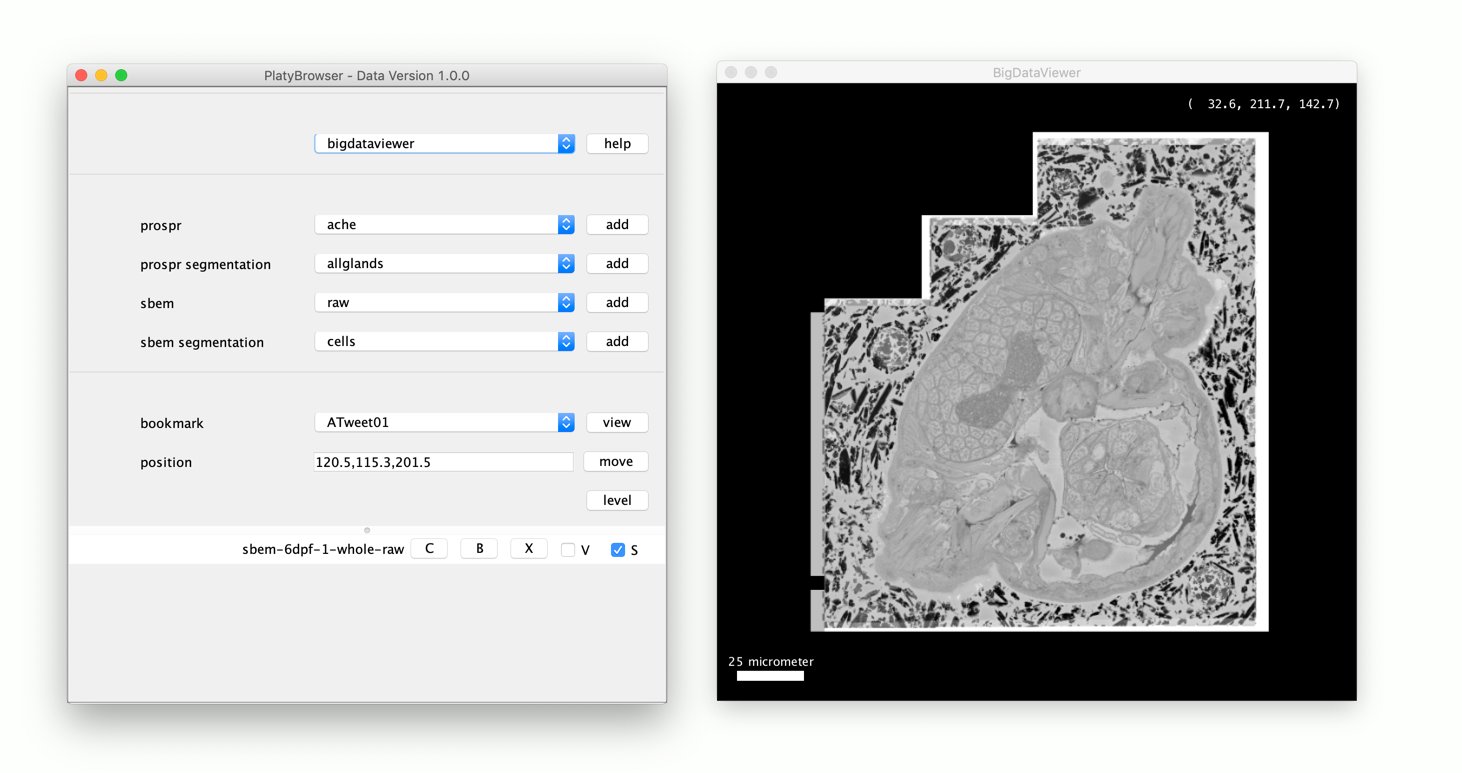 PlatyBrowser - Data Version 1.0.0
bigdataviewer help
prospr ache add
prospr segmentation allglands add
sbem raw add
sbem segmentation cells add
bookmark ATweet01 view
position 120.5,115.3,201.5 move
level
sbem-6dpf-1-whole-raw C B X V S
BigDataViewer
( 32.6, 211.7, 142.7)
25 micrometer